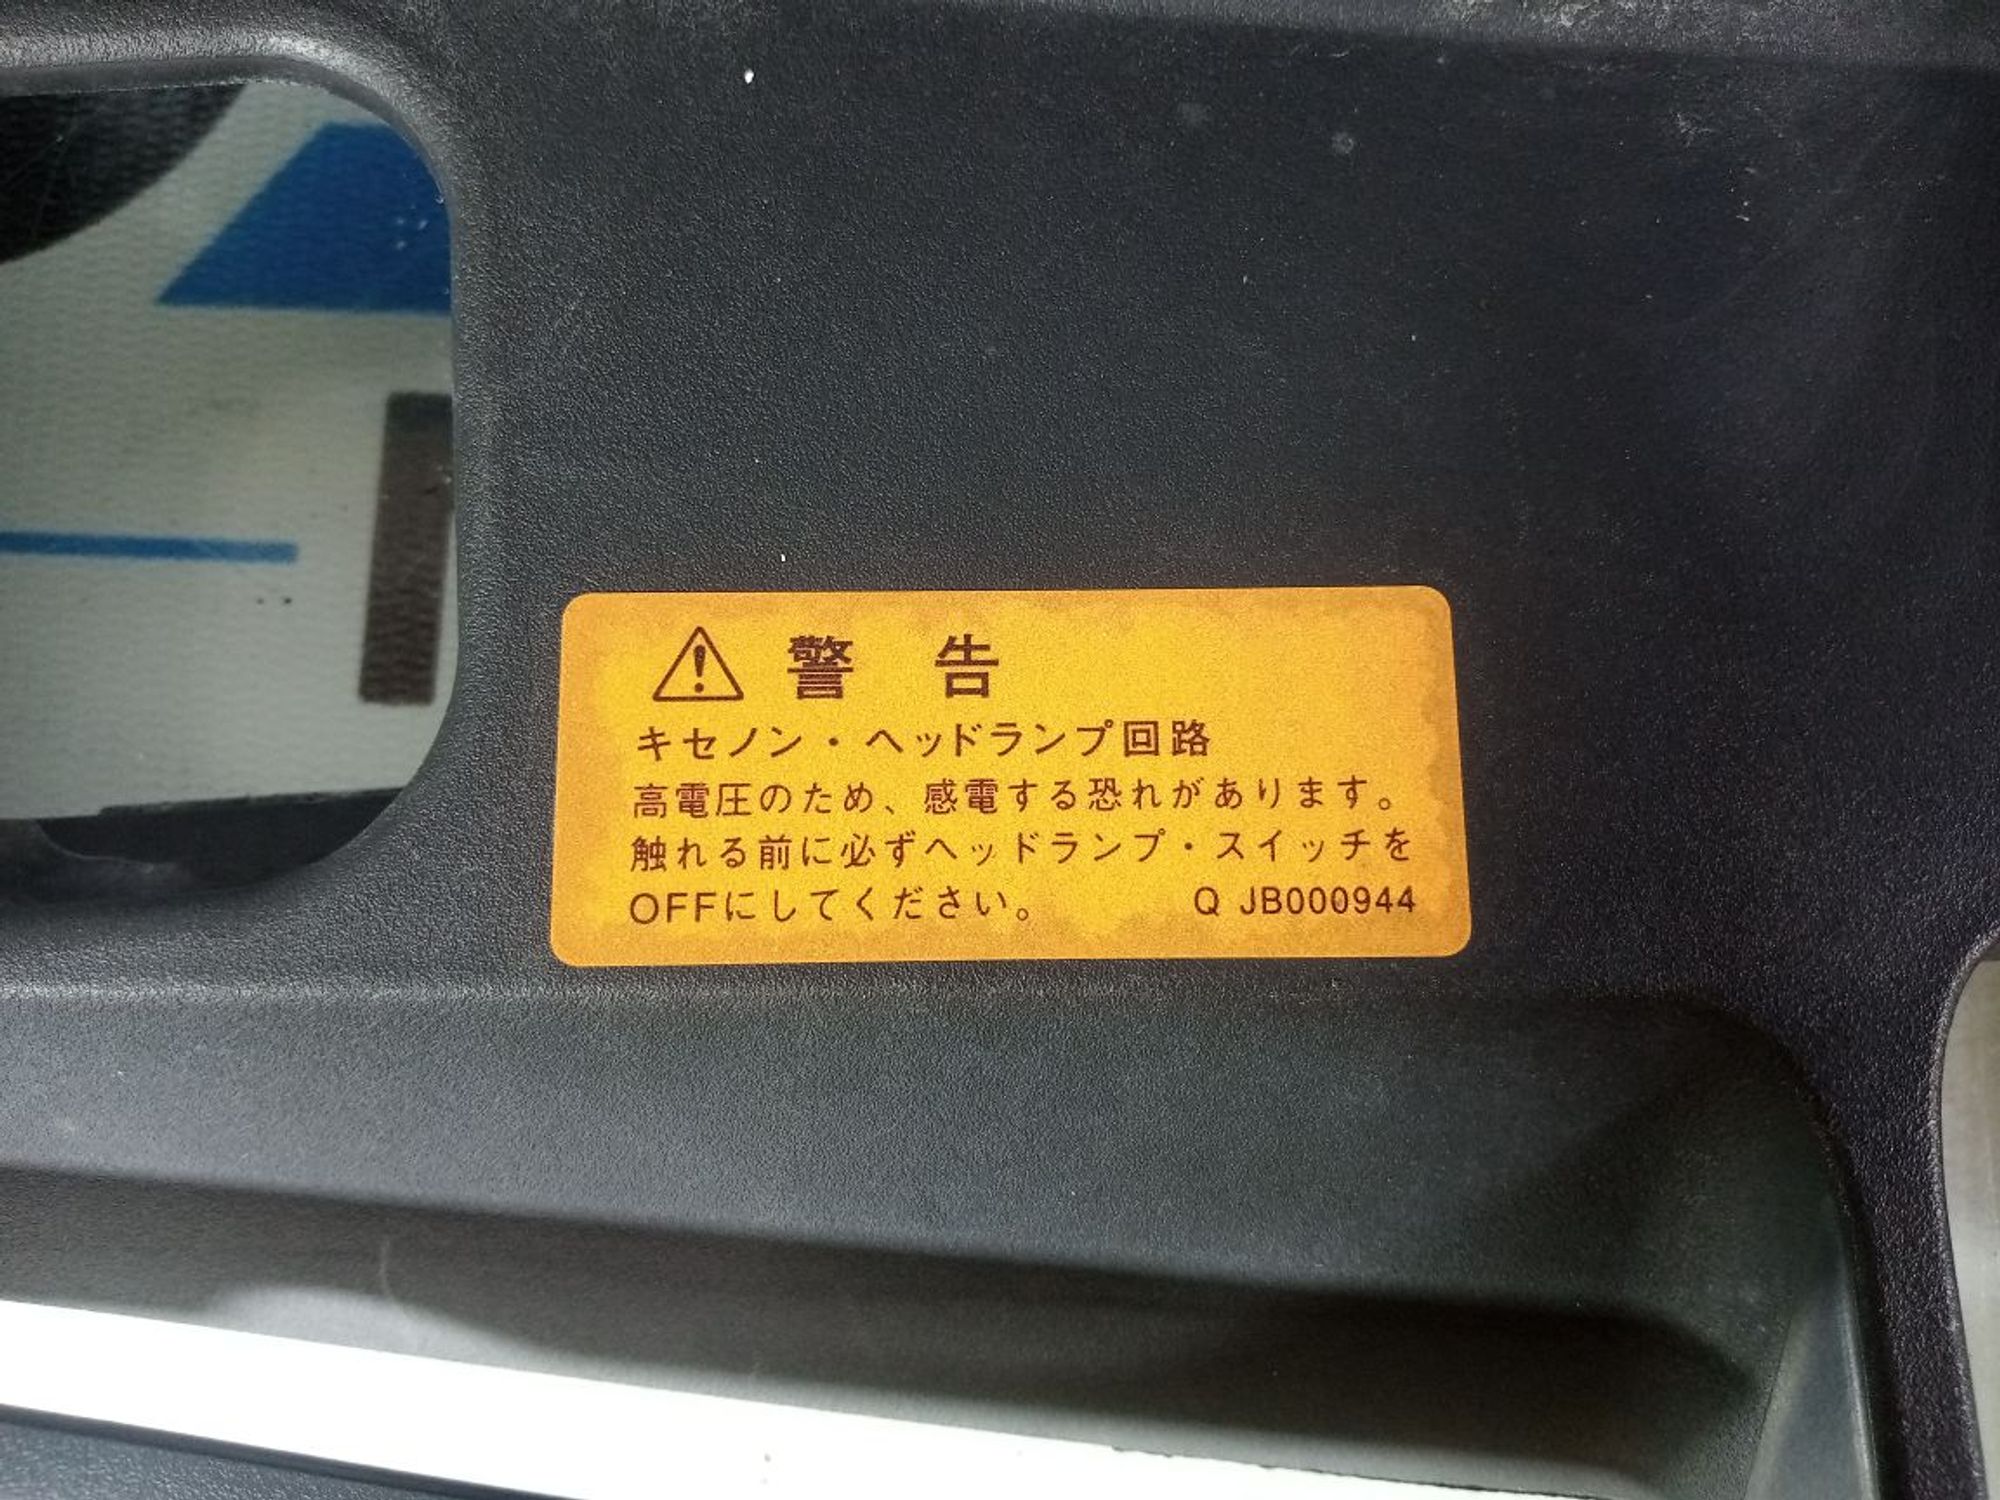 警 告
キセノン・ヘッドランプ回路
高電圧のため、感電する恐れがあります。
触れる前に必ずヘッドランプ・スイッチを
OFFにしてください。 Q JB000944